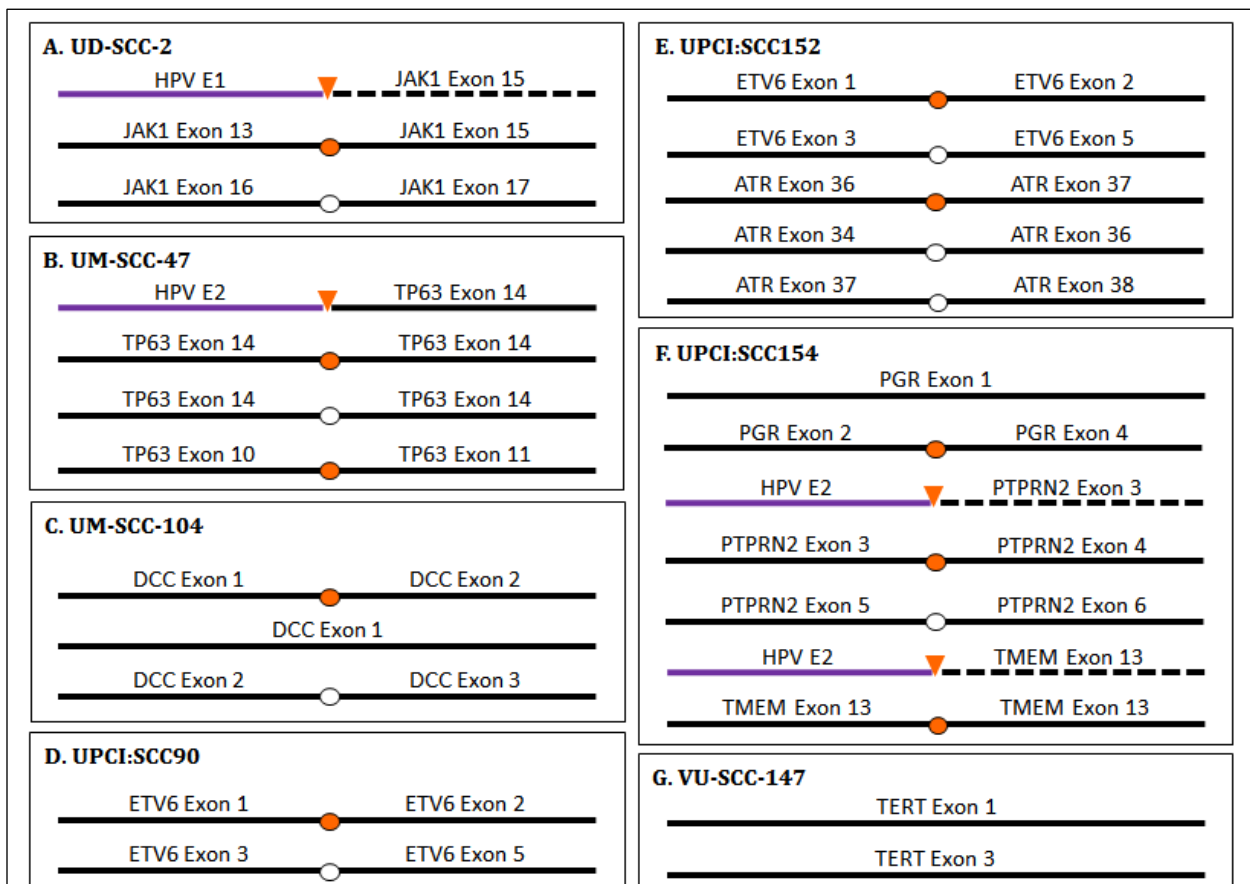 A. UD-SCC-2
HPV E1 JAK1 Exon 15
JAK1 Exon 13 JAK1 Exon 15
JAK1 Exon 16 JAK1 Exon 17
B. UM-SCC-47
HPV E2 TP63 Exon 14
TP63 Exon 14 TP63 Exon 14
TP63 Exon 14 TP63 Exon 14
TP63 Exon 10 TP63 Exon 11
C. UM-SCC-104
DCC Exon 1 DCC Exon 2
DCC Exon 1
DCC Exon 2 DCC Exon 3
D. UPCI:SCC90
ETV6 Exon 1 ETV6 Exon 2
ETV6 Exon 3 ETV6 Exon 5
E. UPCI:SCC152
ETV6 Exon 1 ETV6 Exon 2
ETV6 Exon 3 ETV6 Exon 5
ATR Exon 36 ATR Exon 37
ATR Exon 34 ATR Exon 36
ATR Exon 37 ATR Exon 38
F. UPCI:SCC154
PGR Exon 1
PGR Exon 2 PGR Exon 4
HPV E2 PTPRN2 Exon 3
PTPRN2 Exon 3 PTPRN2 Exon 4
PTPRN2 Exon 5 PTPRN2 Exon 6
HPV E2 TMEM Exon 13
TMEM Exon 13 TMEM Exon 13
G. VU-SCC-147
TERT Exon 1
TERT Exon 3